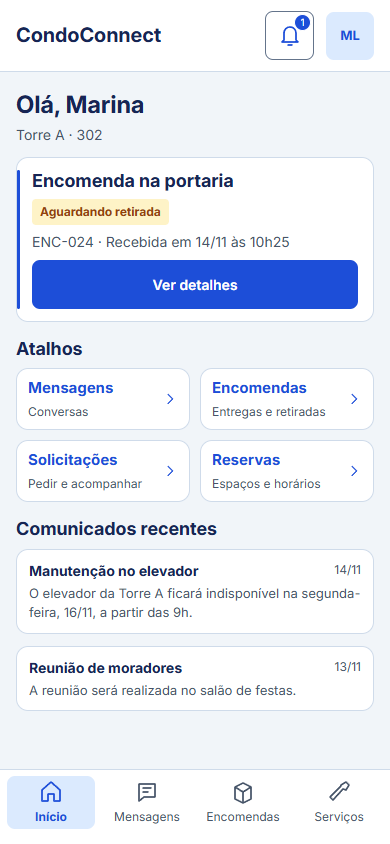 CondoConnect
1
ML
Olá, Marina
Torre A · 302
Encomenda na portaria
Aguardando retirada
ENC-024 · Recebida em 14/11 às 10h25
Ver detalhes
Atalhos
Mensagens
Conversas
Encomendas
Entregas e retiradas
Solicitações
Pedir e acompanhar
Reservas
Espaços e horários
Comunicados recentes
Manutenção no elevador
14/11
O elevador da Torre A ficará indisponível na segunda-
feira, 16/11, a partir das 9h.
Reunião de moradores
13/11
A reunião será realizada no salão de festas.
Início
Mensagens
Encomendas
Serviços